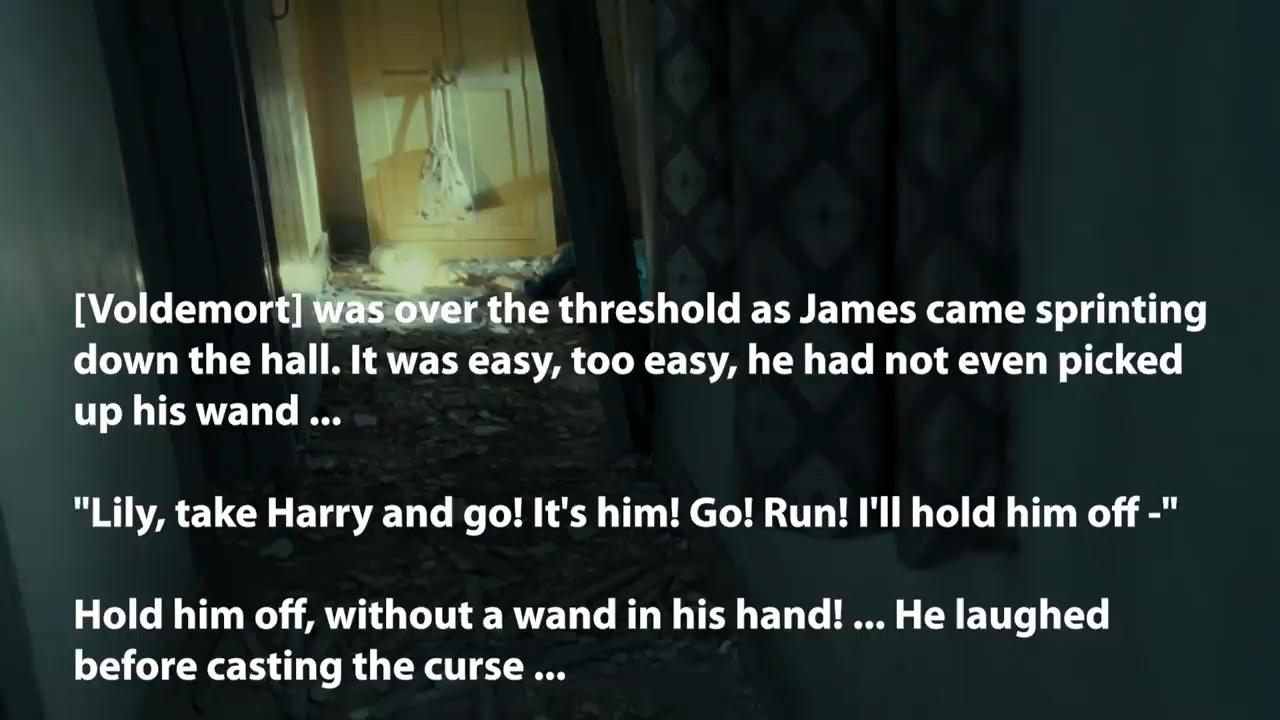 [Voldemort] was over the threshold as James came sprinting
down the hall. It was easy, too easy, he had not even picked
up his wand ...
"Lily, take Harry and go! It's him! Go! Run! I'll hold him off -"
Hold him off, without a wand in his hand! ... He laughed
before casting the curse ...